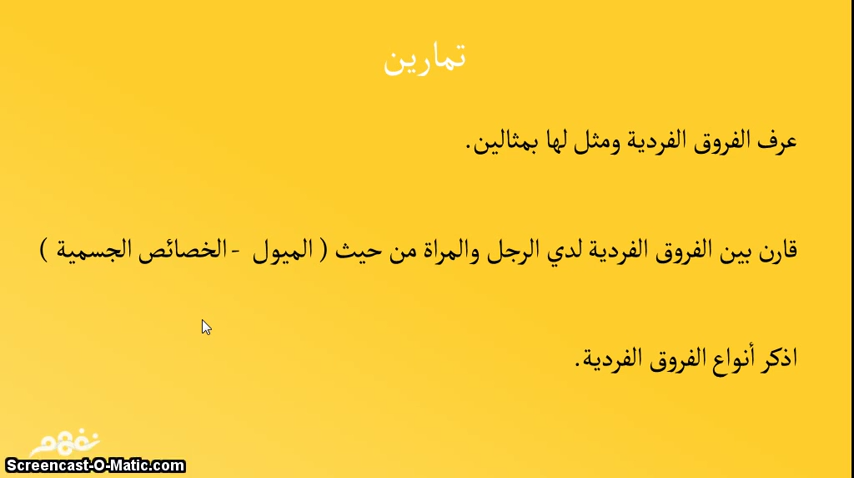 تمارين
عرف الفروق الفردية ومثل لها بمثالين.
قارن بين الفروق الفردية لدي الرجل والمراة من حيث ( الميول - الخصائص الجسمية )
اذكر أنواع الفروق الفردية.
نفهم
Screencast-O-Matic.com